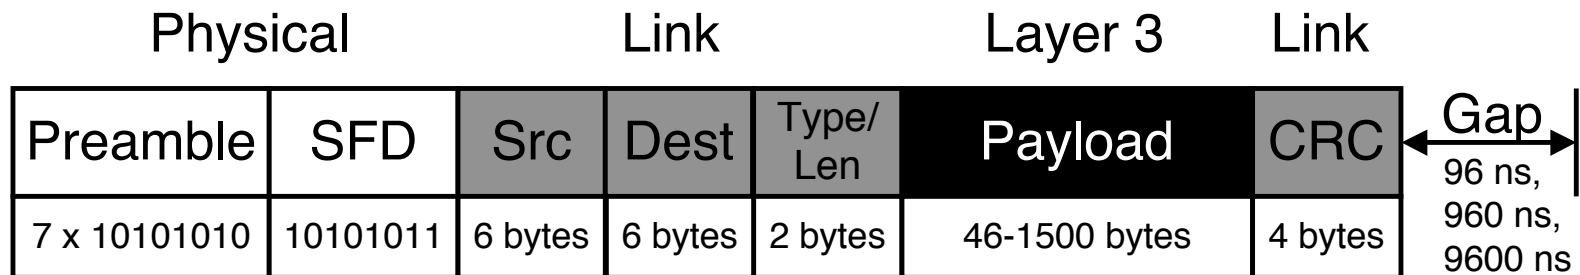 Physical Link Layer 3 Link
Preamble SFD Src Dest Type/ Len Payload CRC Gap
7 x 10101010 10101011 6 bytes 6 bytes 2 bytes 46-1500 bytes 4 bytes 96 ns,
960 ns,
9600 ns